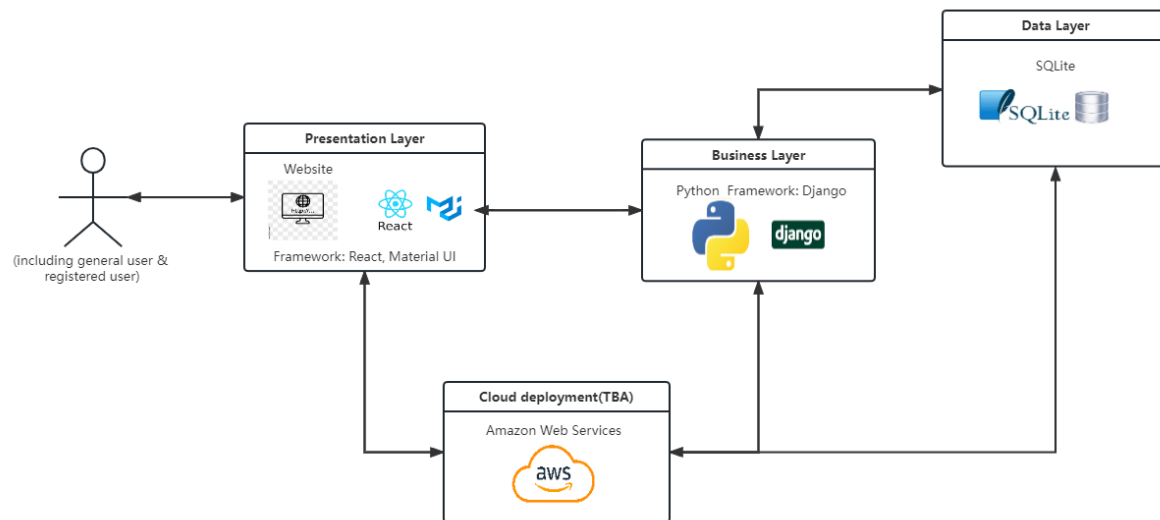 Data Layer
SQLite
SQLite
Presentation Layer
Website
React
Framework: React, Material UI
Business Layer
Python Framework: Django
django
(including general user &
registered user)
Cloud deployment(TBA)
Amazon Web Services
aws